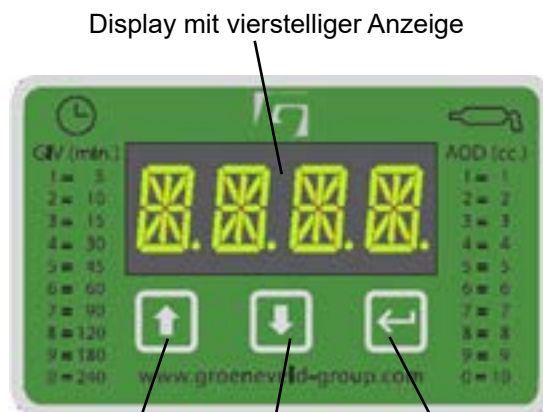 Display mit vierstelliger Anzeige
GIV (min.)
1 = 5
2 = 10
3 = 15
4 = 30
5 = 45
6 = 60
7 = 90
8 = 120
9 = 180
0 = 240
AOD (cc.)
1 = 1
2 = 2
3 = 3
4 = 4
5 = 5
6 = 6
7 = 7
8 = 8
9 = 9
0 = 10
www.groeneveld-group.com